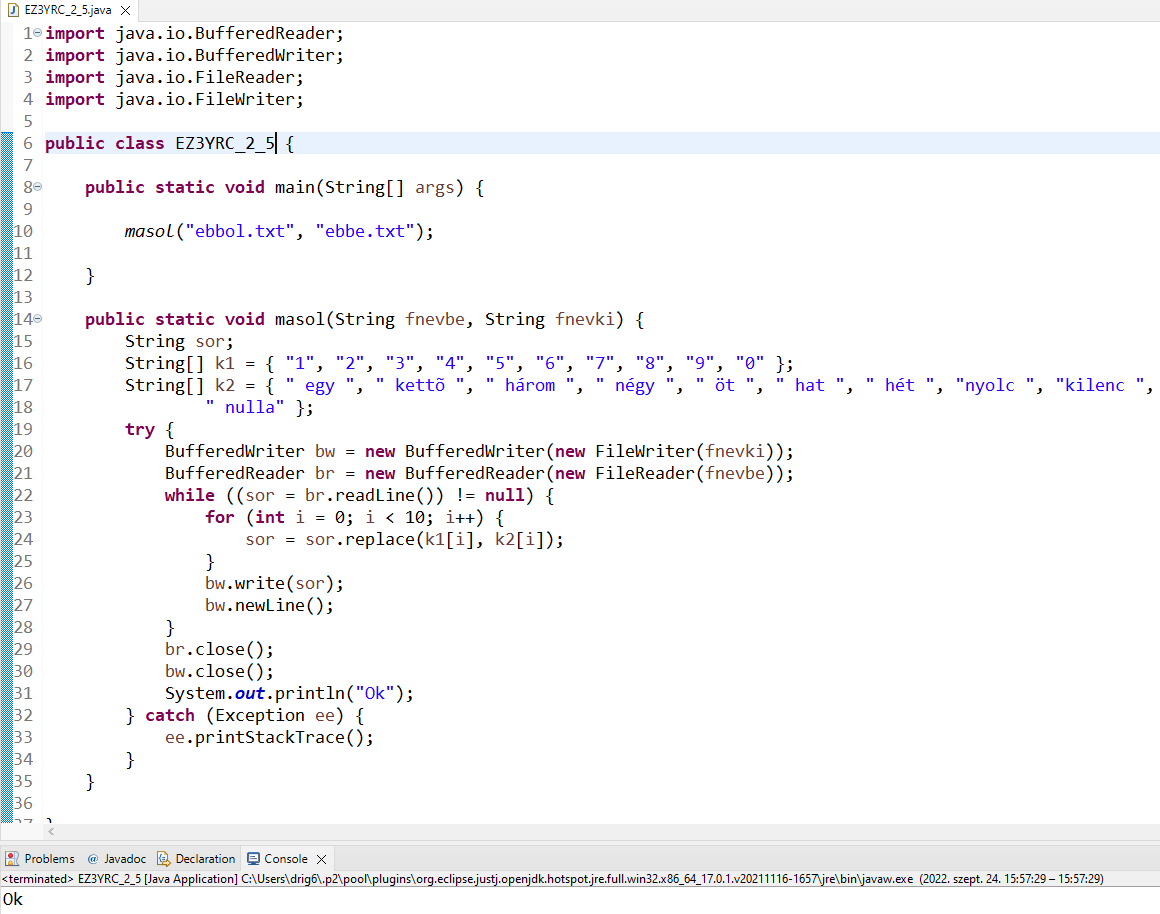 EZ3YRC_2_5.java
1 import java.io.BufferedReader;
2 import java.io.BufferedWriter;
3 import java.io.FileReader;
4 import java.io.FileWriter;
5
6 public class EZ3YRC_2_5 {
7
8     public static void main(String[] args) {
9
10         masol("ebbol.txt", "ebbe.txt");
11
12     }
13
14     public static void masol(String fnevbe, String fnevki) {
15         String sor;
16         String[] k1 = { "1", "2", "3", "4", "5", "6", "7", "8", "9", "0" };
17         String[] k2 = { " egy ", " kettõ ", " három ", " négy ", " öt ", " hat ", " hét ", "nyolc ", "kilenc ",
18                 " nulla" };
19         try {
20             BufferedWriter bw = new BufferedWriter(new FileWriter(fnevki));
21             BufferedReader br = new BufferedReader(new FileReader(fnevbe));
22             while ((sor = br.readLine()) != null) {
23                 for (int i = 0; i < 10; i++) {
24                     sor = sor.replace(k1[i], k2[i]);
25                 }
26                 bw.write(sor);
27                 bw.newLine();
28             }
29             br.close();
30             bw.close();
31             System.out.println("Ok");
32         } catch (Exception ee) {
33             ee.printStackTrace();
34         }
35     }
36
37 }
Problems @ Javadoc Declaration Console
<terminated> EZ3YRC_2_5 [Java Application] C:\Users\drig6\.p2\pool\plugins\org.eclipse.justj.openjdk.hotspot.jre.full.win32.x86_64_17.0.1.v20211116-1657\jre\bin\javaw.exe (2022. szept. 24. 15:57:29 – 15:57:29)
Ok